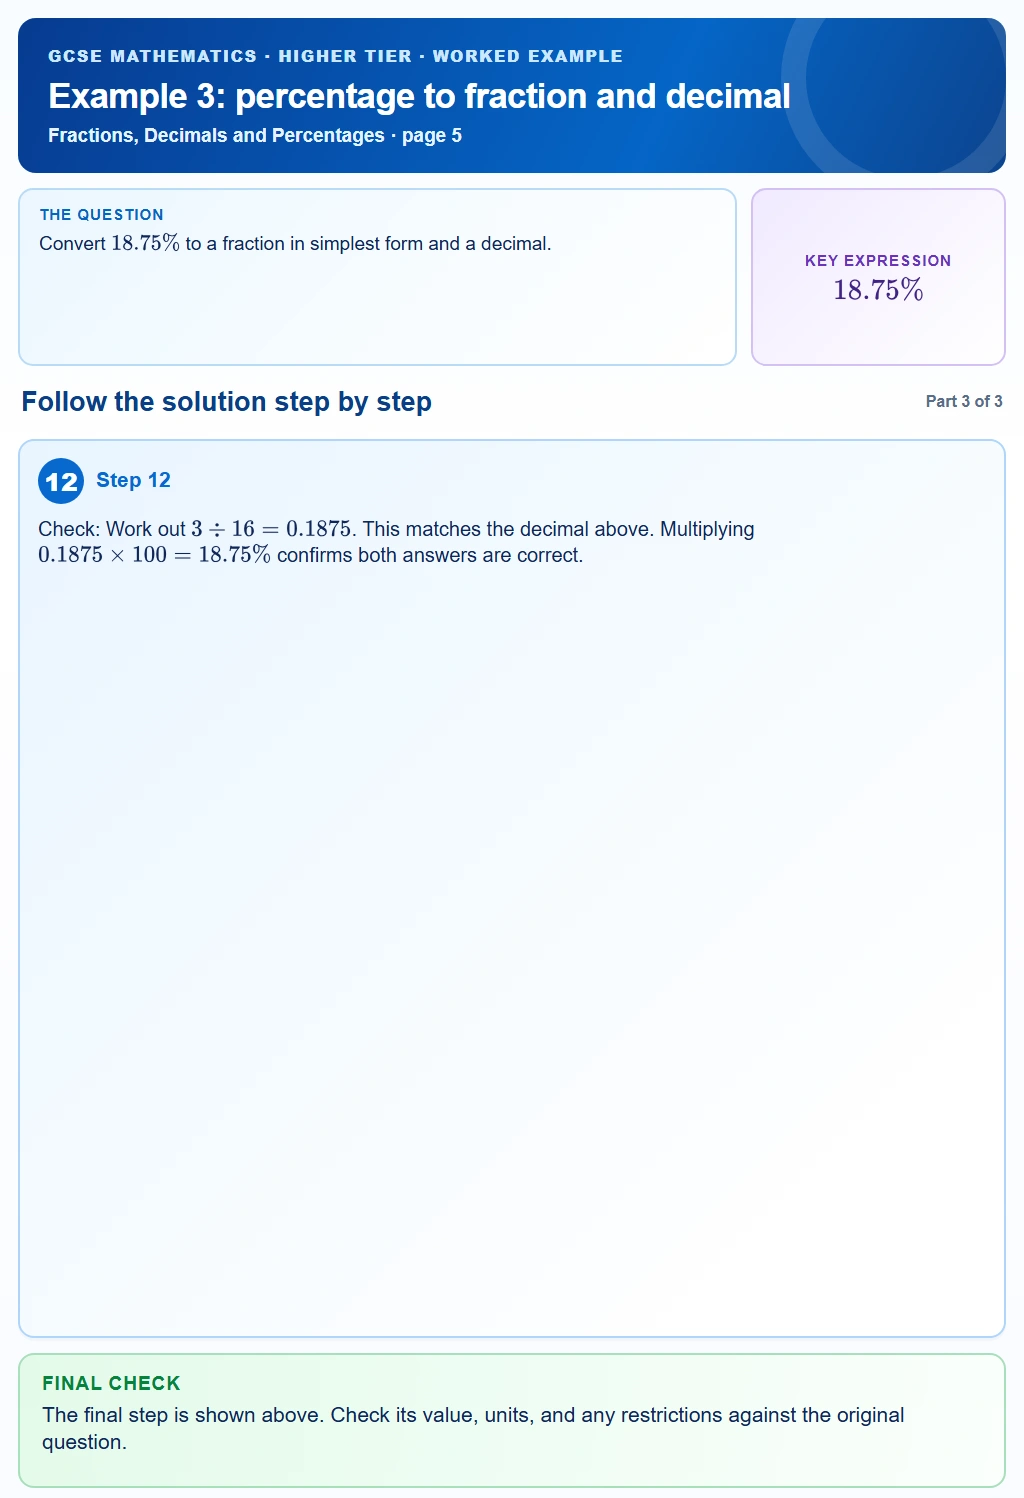 GCSE MATHEMATICS · HIGHER TIER · WORKED EXAMPLE
Example 3: percentage to fraction and decimal
Fractions, Decimals and Percentages · page 5
THE QUESTION
Convert 18.75% to a fraction in simplest form and a decimal.
KEY EXPRESSION
18.75%
Follow the solution step by step
Part 3 of 3
12 Step 12
Check: Work out 3 ÷ 16 = 0.1875. This matches the decimal above. Multiplying
0.1875 × 100 = 18.75% confirms both answers are correct.
FINAL CHECK
The final step is shown above. Check its value, units, and any restrictions against the original
question.